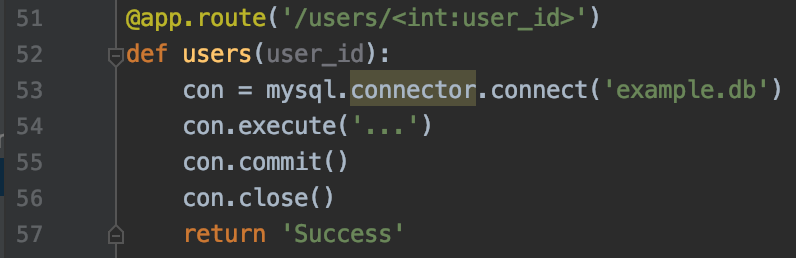 51 @app.route('/users/<int:user_id>')
52 def users(user_id):
53     con = mysql.connector.connect('example.db')
54     con.execute('...')
55     con.commit()
56     con.close()
57     return 'Success'